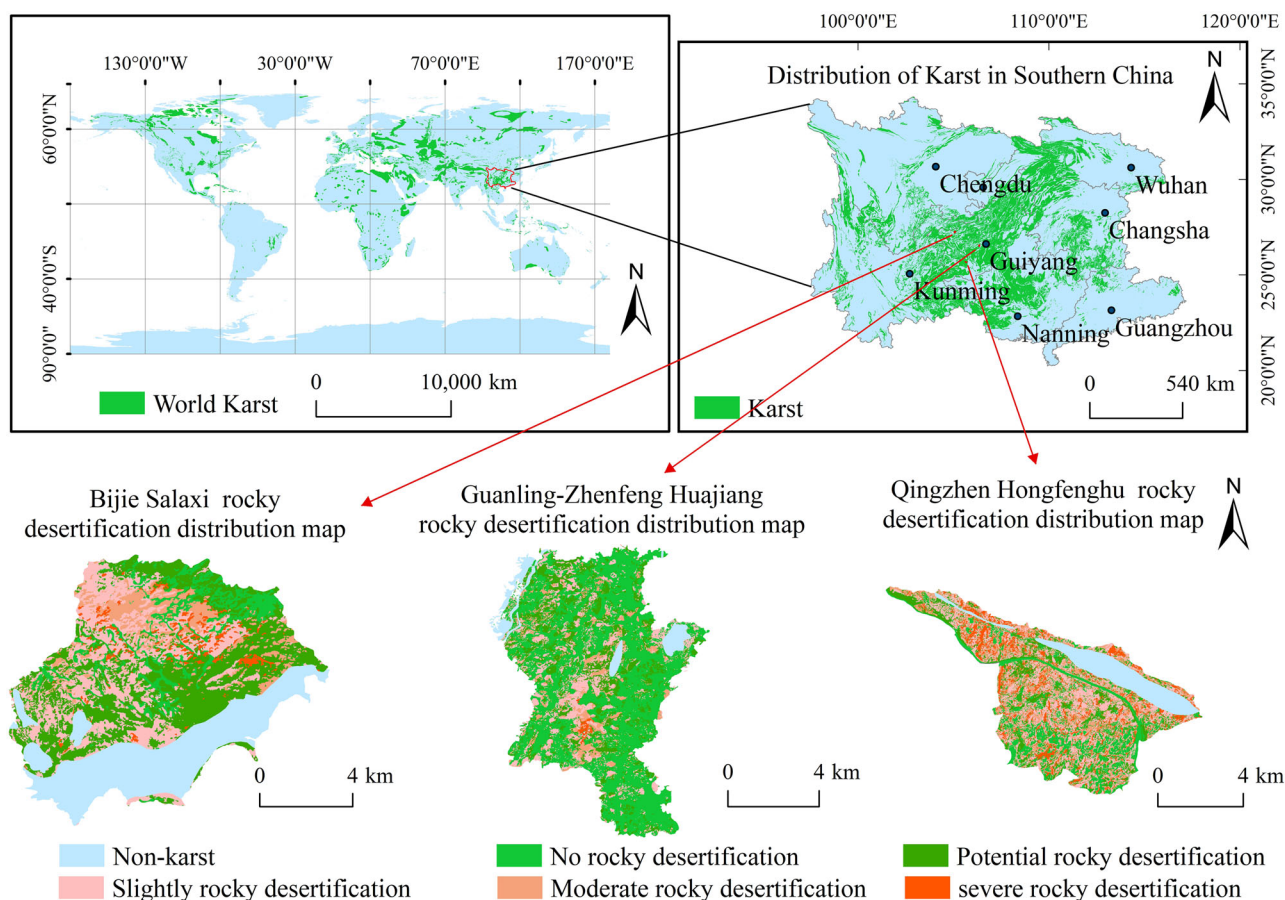 130°0'0"W 30°0'0"W 70°0'0"E 170°0'0"E
60°0'0"N
40°0'0"S
90°0'0"
N
0 10,000 km
World Karst
100°0'0"E 110°0'0"E 120°0'0"E
Distribution of Karst in Southern China
N
35°0'0"N
30°0'0"N
25°0'0"N
20°0'0"N
Chengdu
Wuhan
Changsha
Guiyang
Kunming
Nanning
Guangzhou
0 540 km
Karst
Bijie Salaxi rocky
desertification distribution map
0 4 km
Guanling-Zhenfeng Huajiang
rocky desertification distribution map
0 4 km
Qingzhen Hongfenghu rocky
desertification distribution map
N
0 4 km
Non-karst
No rocky desertification
Potential rocky desertification
Slightly rocky desertification
Moderate rocky desertification
severe rocky desertification